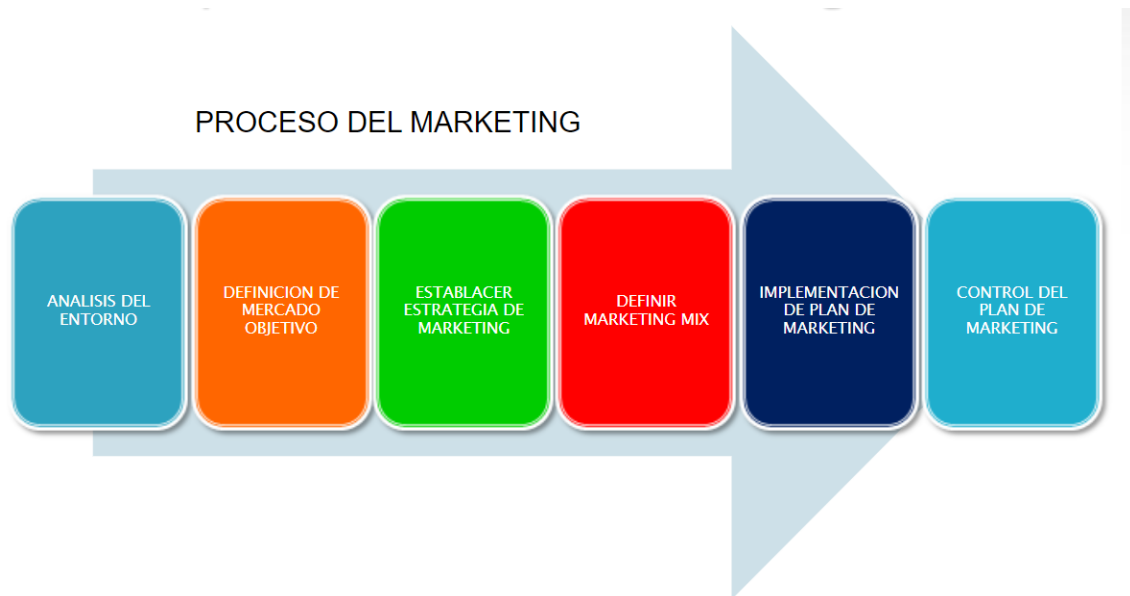 PROCESO DEL MARKETING
ANALISIS DEL
ENTORNO
DEFINICION DE
MERCADO
OBJETIVO
ESTABLACER
ESTRATEGIA DE
MARKETING
DEFINIR
MARKETING MIX
IMPLEMENTACION
DE PLAN DE
MARKETING
CONTROL DEL
PLAN DE
MARKETING